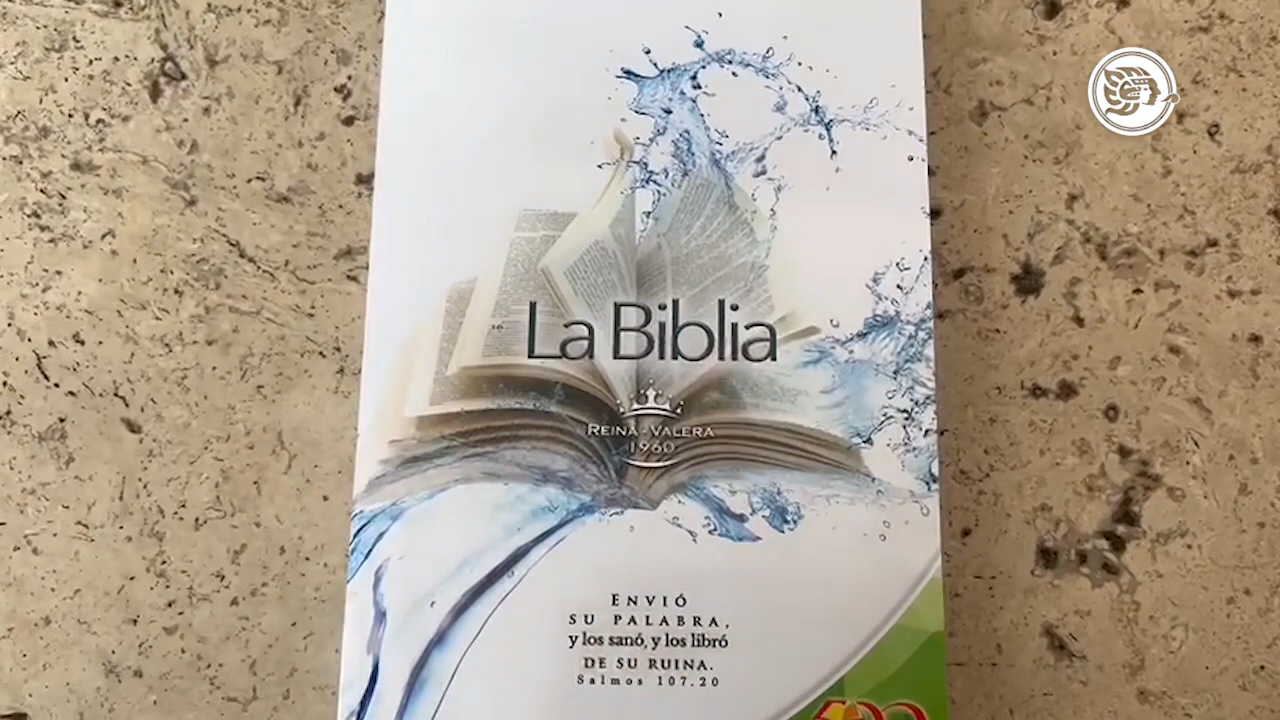 La Biblia
REINA-VALERA
1960
ENVIÓ
SU PALABRA,
y los sanó, y los libró
DE SU RUINA.
Salmos 107.20